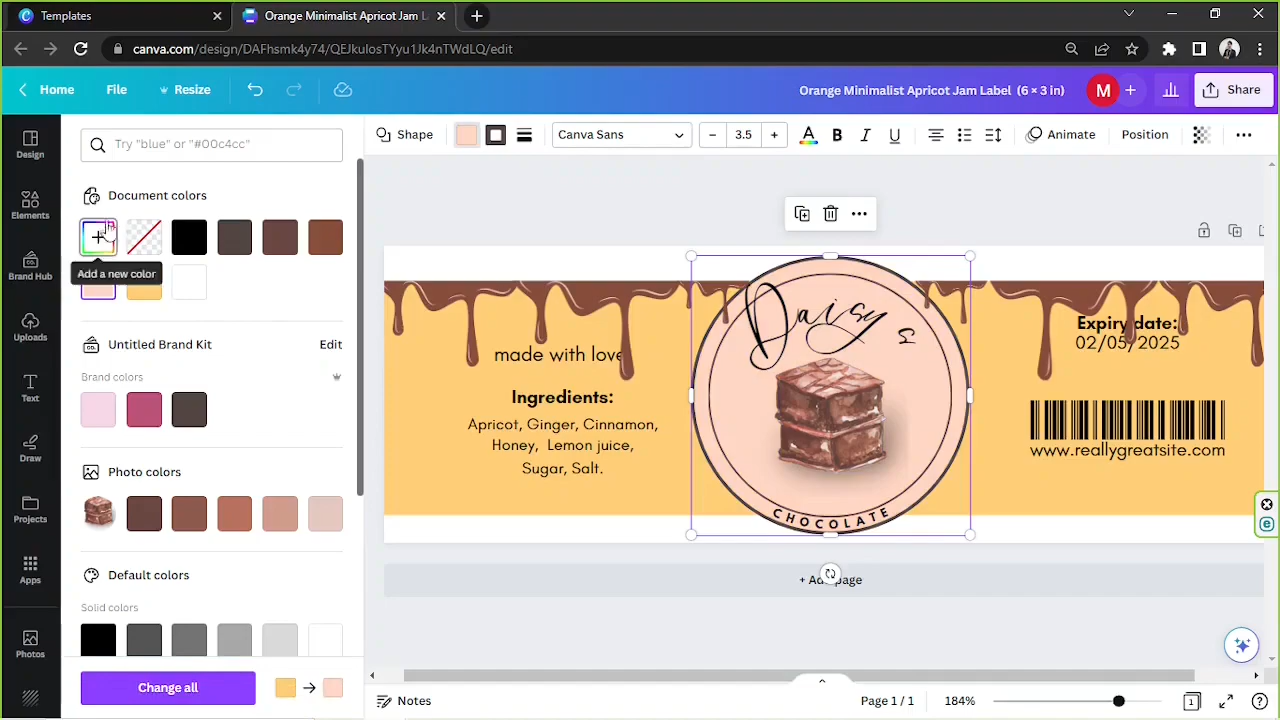 Templates
Orange Minimalist Apricot Jam L
canva.com/design/DAFhsmk4y74/QEJkulosTYyu1Jk4nTWdLQ/edit
Home
File
Resize
Orange Minimalist Apricot Jam Label (6 × 3 in)
M
Share
Design
Elements
Brand Hub
Uploads
Text
Draw
Projects
Apps
Photos
Try "blue" or "#00c4cc"
Document colors
Add a new color
Untitled Brand Kit
Edit
Brand colors
Photo colors
Default colors
Solid colors
Change all
Shape
Canva Sans
– 3.5 +
A B I U
Animate
Position
made with love
Ingredients:
Apricot, Ginger, Cinnamon,
Honey, Lemon juice,
Sugar, Salt.
Daisy s
CHOCOLATE
Expiry date:
02/05/2025
www.reallygreatsite.com
+ Add page
Notes
Page 1 / 1
184%
1